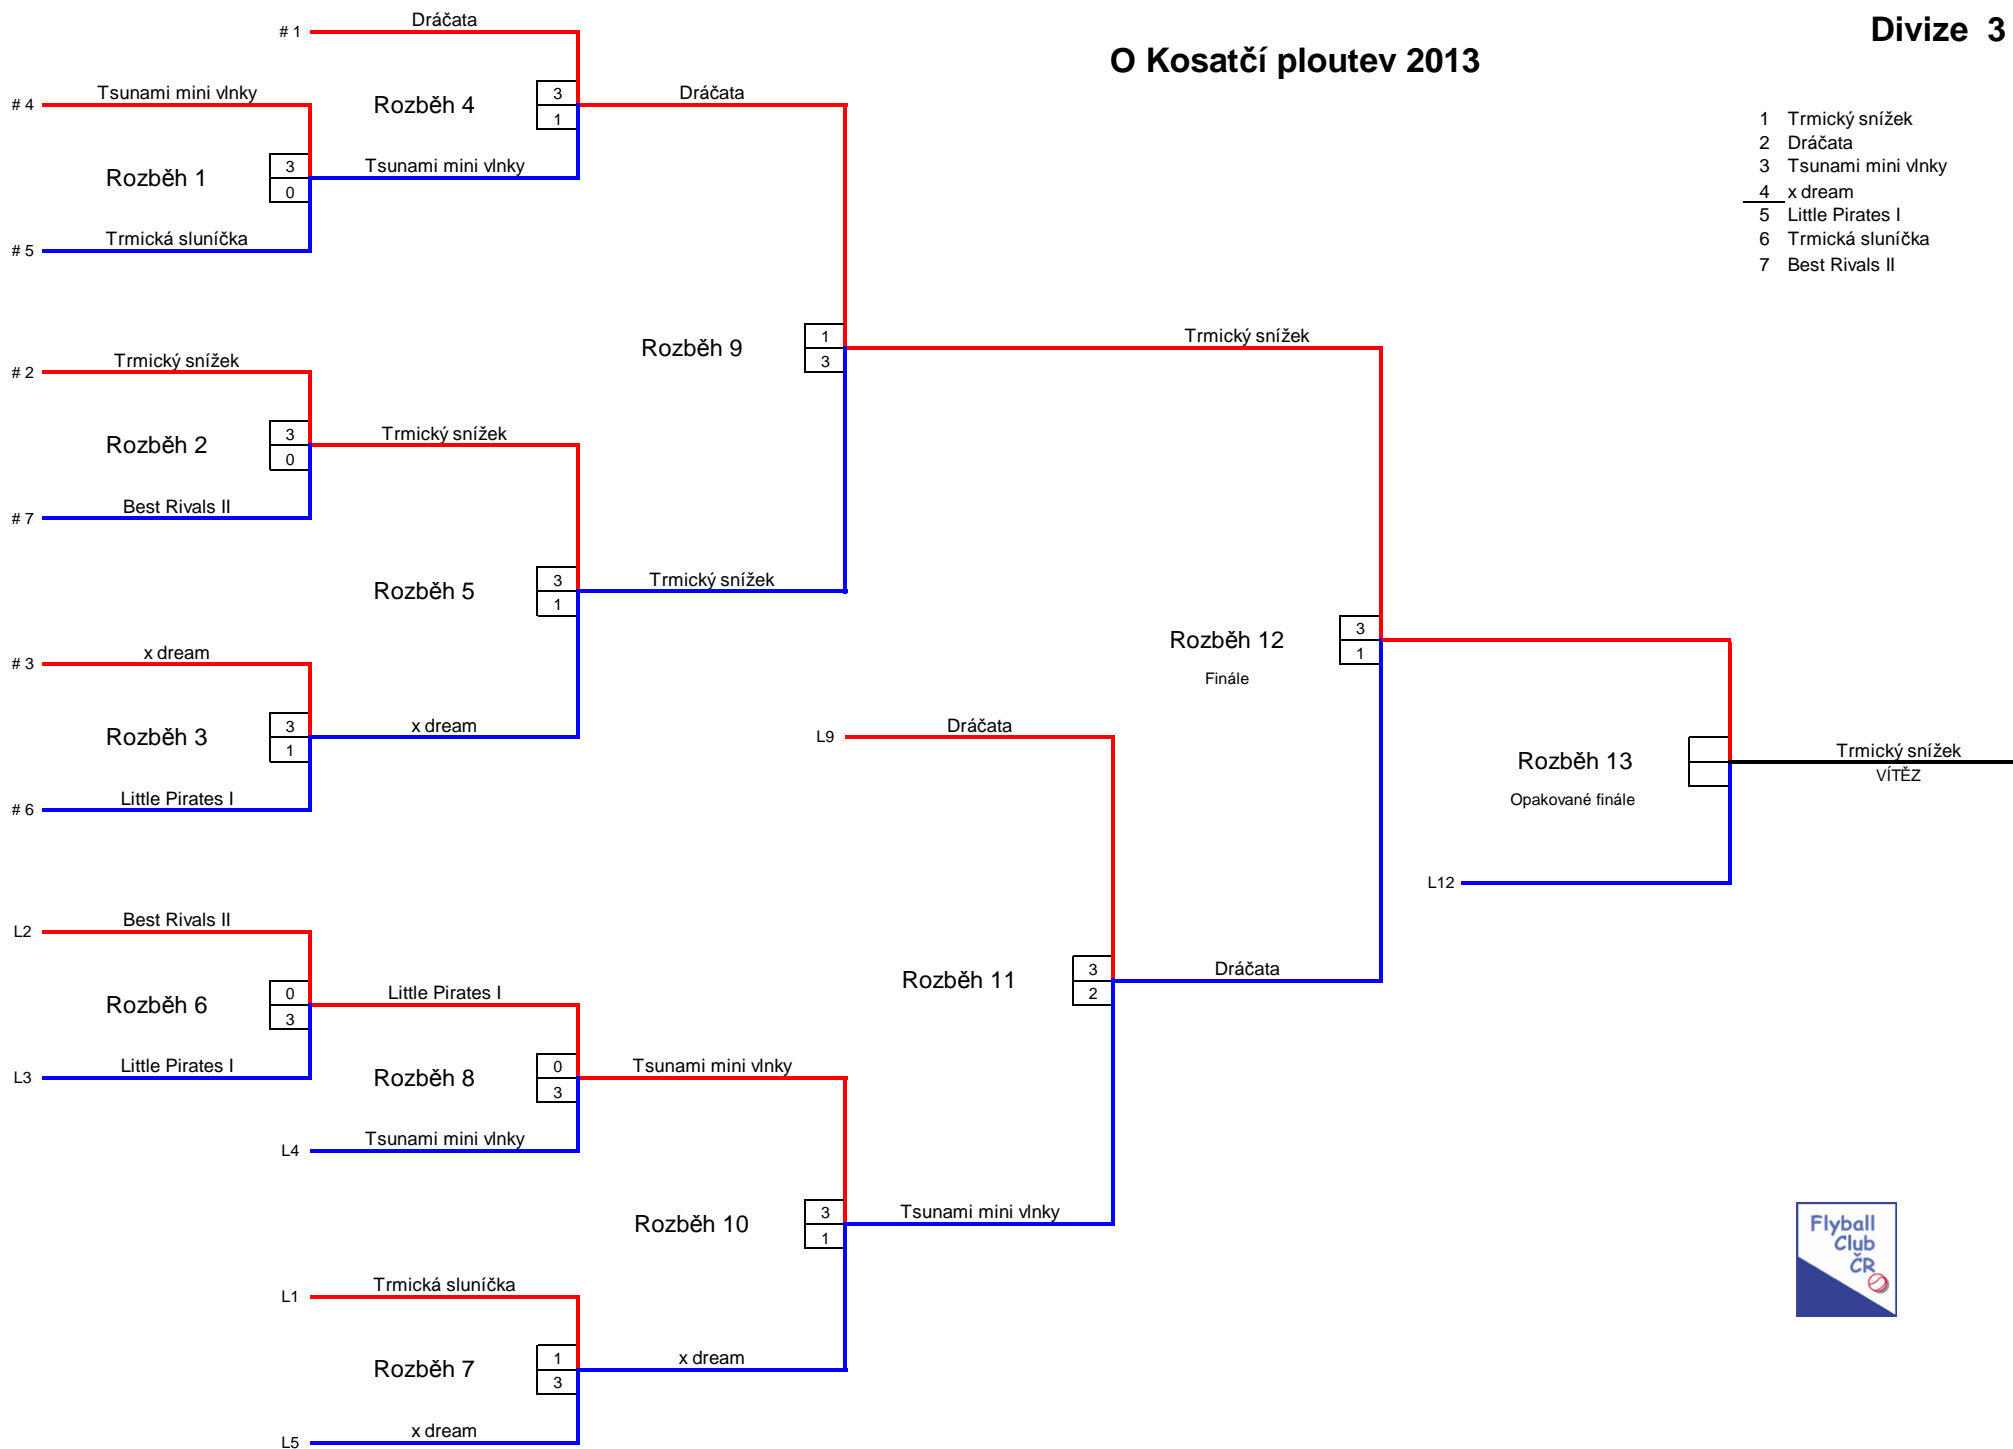 Divize 3
O Kosatčí ploutev 2013
1 Trmický snížek
2 Dráčata
3 Tsunami mini vlnky
4 x dream
5 Little Pirates I
6 Trmická sluníčka
7 Best Rivals II
# 1 Dráčata
# 4 Tsunami mini vlnky
Rozběh 4 3
1
Dráčata
Rozběh 1 3
0
Tsunami mini vlnky
# 5 Trmická sluníčka
# 2 Trmický snížek
Rozběh 9 1
3
Trmický snížek
Rozběh 2 3
0
Trmický snížek
# 7 Best Rivals II
Rozběh 5 3
1
Trmický snížek
# 3 x dream
Rozběh 12 3
1
Finále
Rozběh 3 3
1
x dream
# 6 Little Pirates I
L9 Dráčata
Rozběh 13
Opakované finále
Trmický snížek
VÍTĚZ
L12
L2 Best Rivals II
Rozběh 11 3
2
Dráčata
Rozběh 6 0
3
Little Pirates I
L3 Little Pirates I
Rozběh 8 0
3
Tsunami mini vlnky
L4 Tsunami mini vlnky
Rozběh 10 3
1
Tsunami mini vlnky
L1 Trmická sluníčka
Rozběh 7 1
3
x dream
L5 x dream
Flyball
Club
ČR